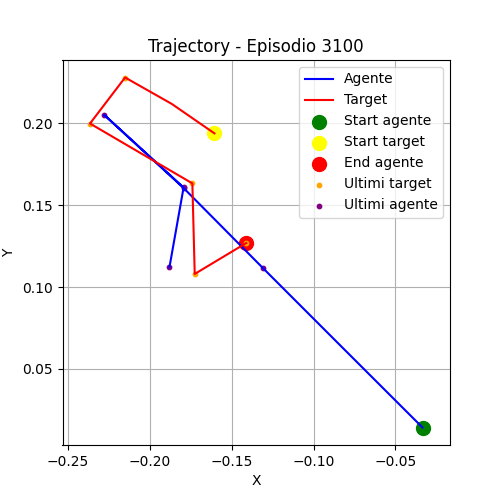 Trajectory - Episodio 3100
Agente
Target
Start agente
Start target
End agente
Ultimi target
Ultimi agente
0.20
0.15
0.10
0.05
Y
−0.25
−0.20
−0.15
−0.10
−0.05
X